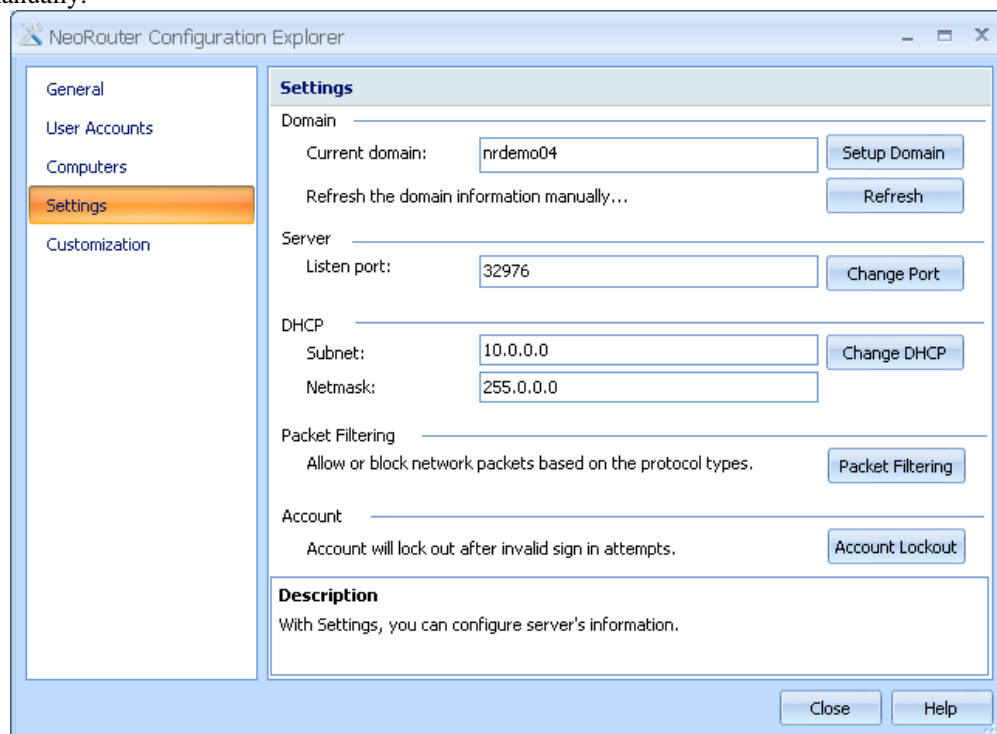 NeoRouter Configuration Explorer
General
User Accounts
Computers
Settings
Customization
Settings
Domain
Current domain: nrdemo04 Setup Domain
Refresh the domain information manually... Refresh
Server
Listen port: 32976 Change Port
DHCP
Subnet: 10.0.0.0 Change DHCP
Netmask: 255.0.0.0
Packet Filtering
Allow or block network packets based on the protocol types. Packet Filtering
Account
Account will lock out after invalid sign in attempts. Account Lockout
Description
With Settings, you can configure server's information.
Close Help